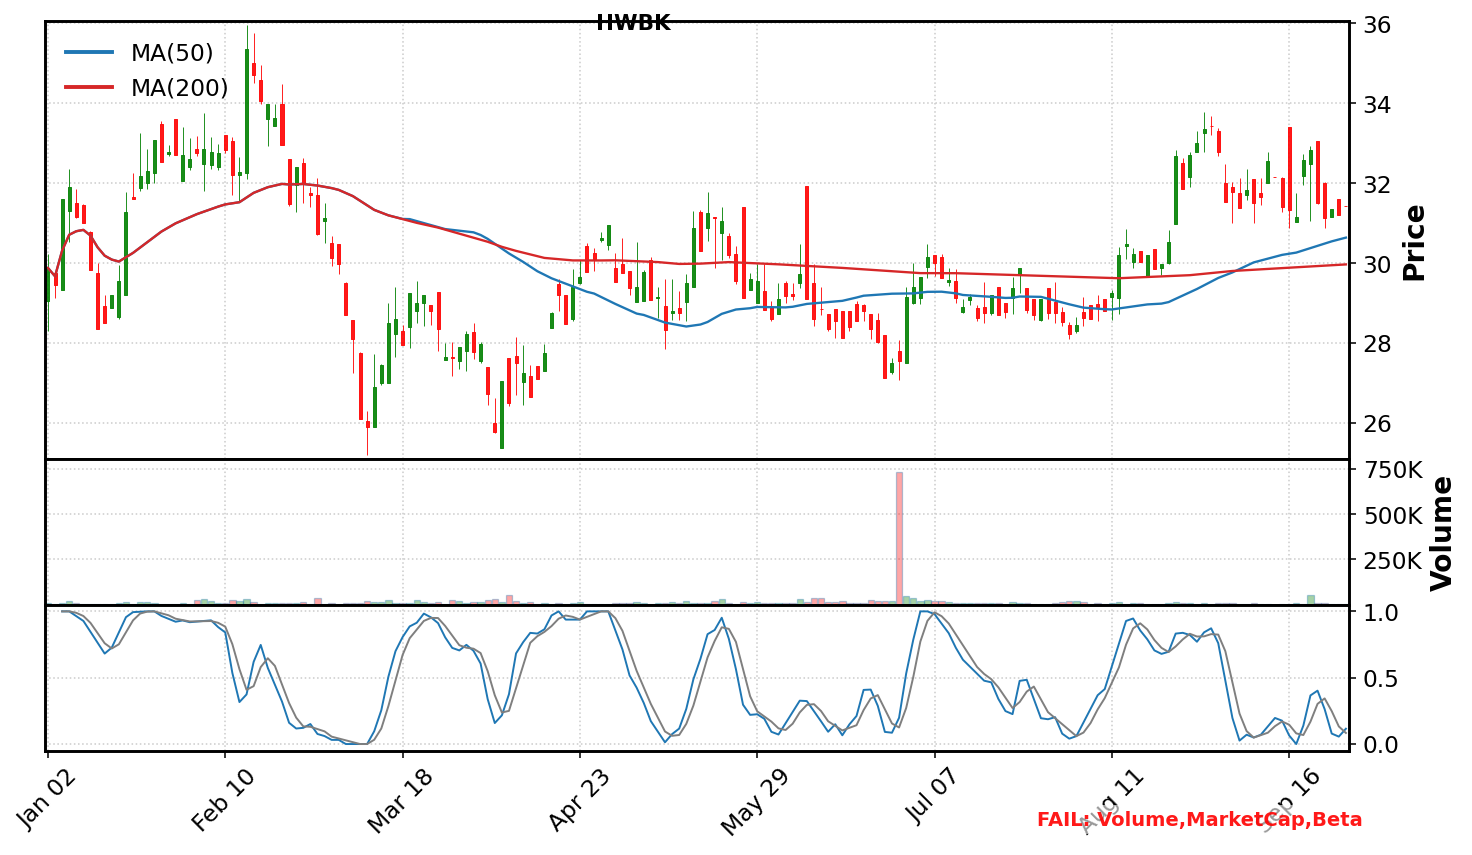 HWBK
MA(50)
MA(200)
36
34
32
30
28
26
Price
750K
500K
250K
Volume
1.0
0.5
0.0
Jan 02
Feb 10
Mar 18
Apr 23
May 29
Jul 07
Aug 11
Sep 16
FAIL: Volume,MarketCap,Beta